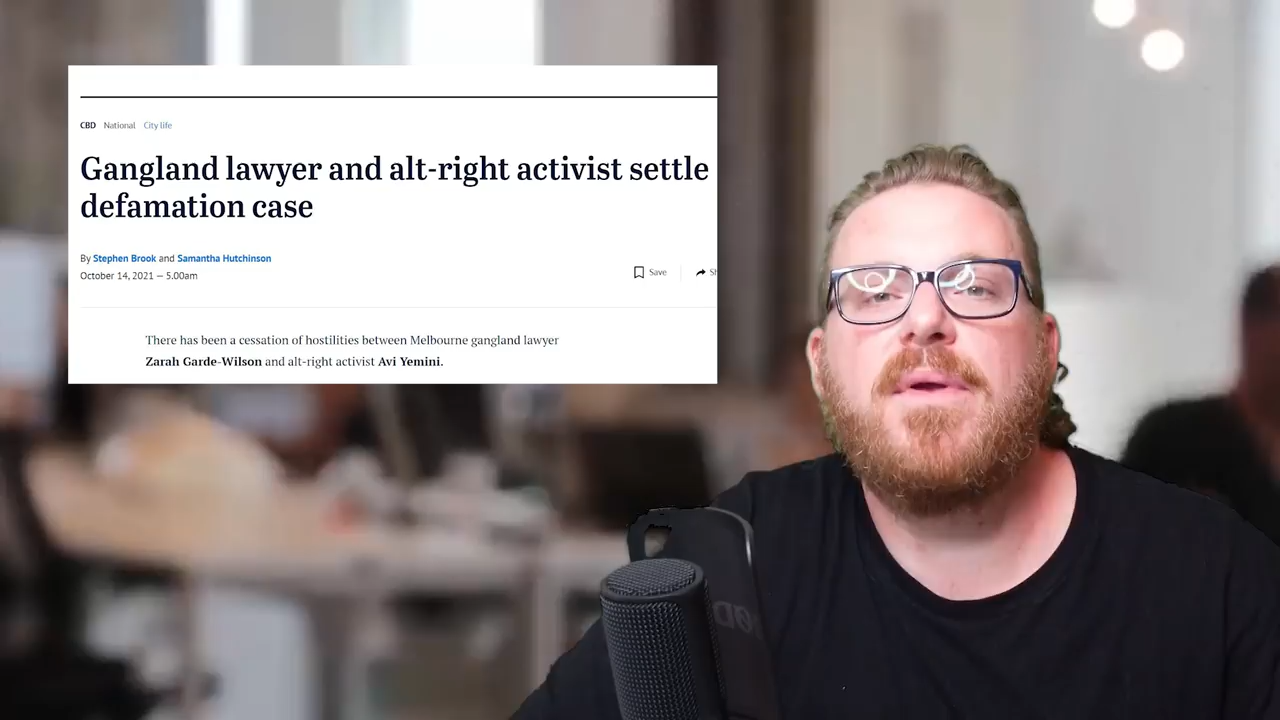 CBD National City life
Gangland lawyer and alt-right activist settle
defamation case
By Stephen Brook and Samantha Hutchinson
October 14, 2021 — 5.00am
Save
There has been a cessation of hostilities between Melbourne gangland lawyer
Zarah Garde-Wilson and alt-right activist Avi Yemini.